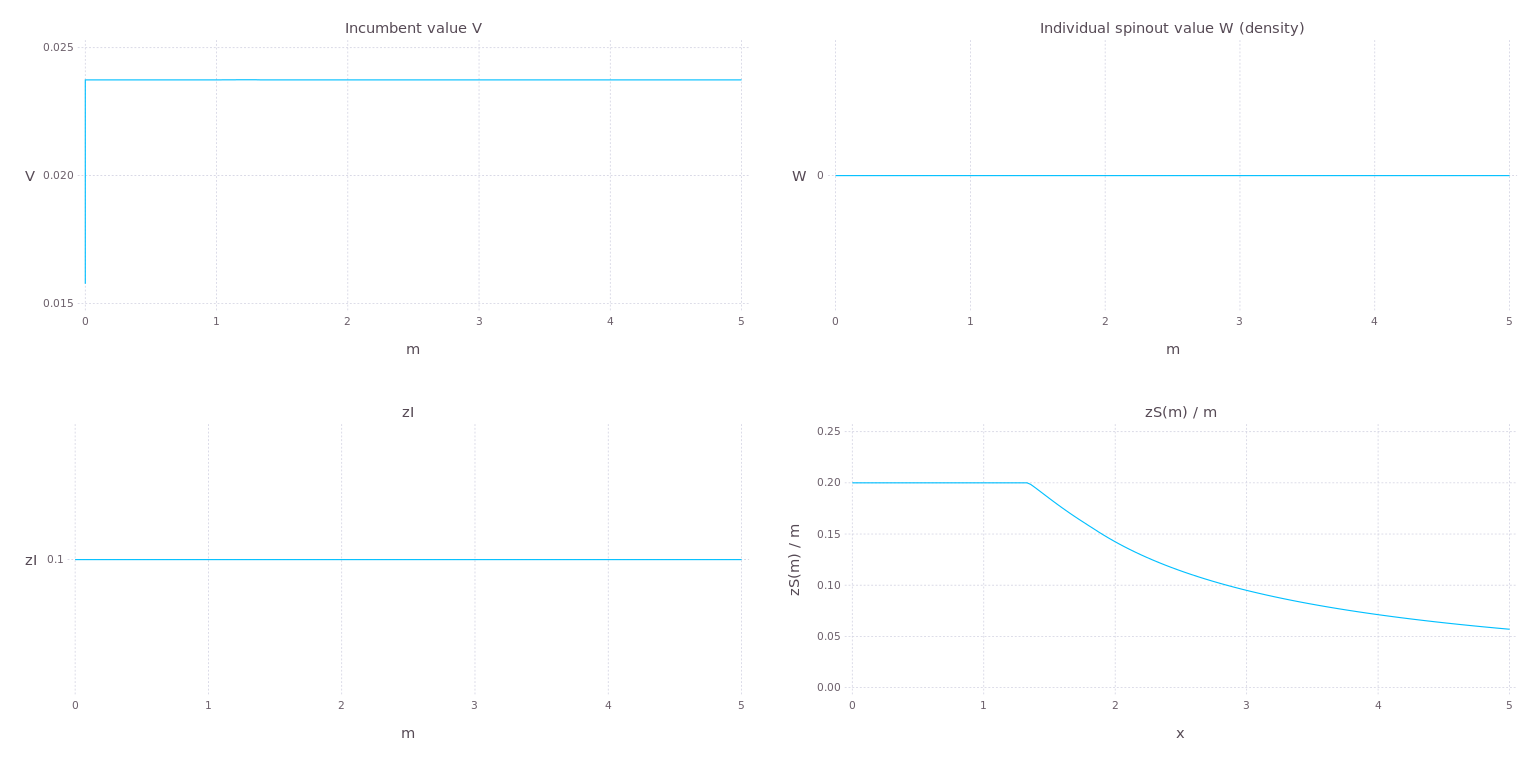 Incumbent value V
0.025
V 0.020
0.015
0 1 2 3 4 5
m
Individual spinout value W (density)
W 0
0 1 2 3 4 5
m
zI
zI 0.1
0 1 2 3 4 5
m
zS(m) / m
0.25
0.20
0.15
zS(m) / m
0.10
0.05
0.00
0 1 2 3 4 5
x